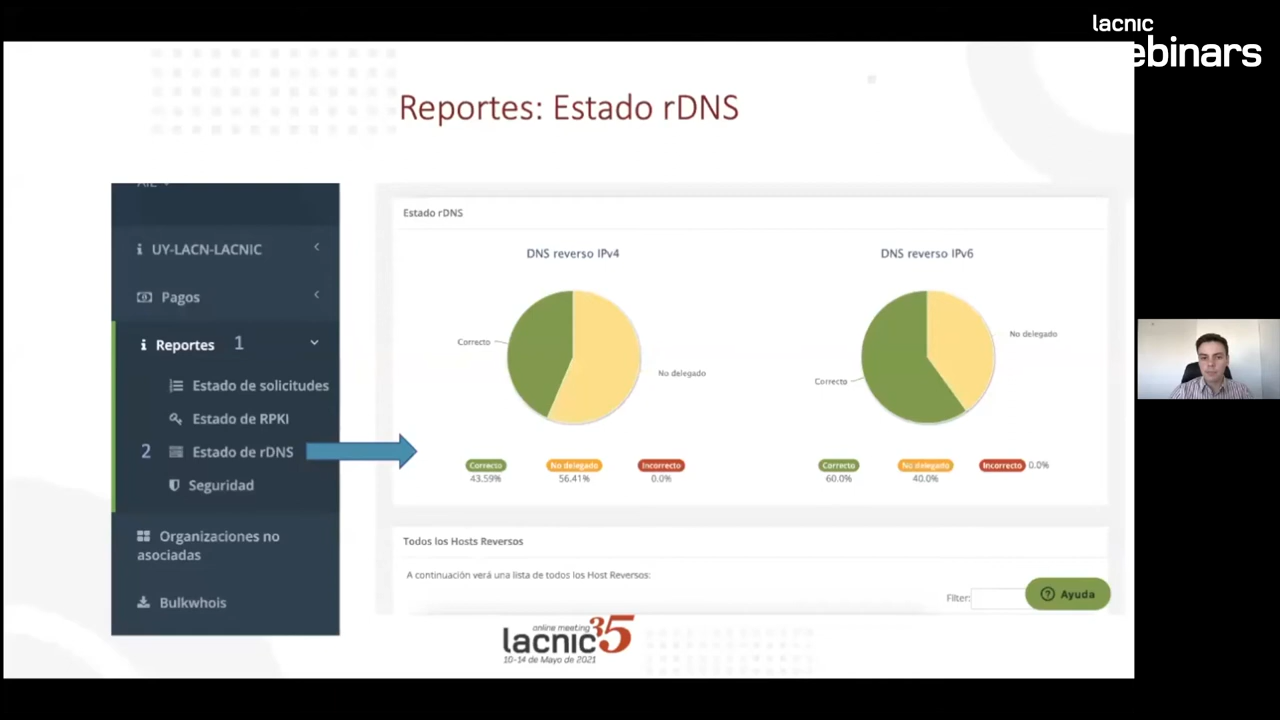 lacnic
ebinars
Reportes: Estado rDNS
UY-LACN-LACNIC
Pagos
Reportes 1
Estado de solicitudes
Estado de RPKI
2 Estado de rDNS
Seguridad
Organizaciones no
asociadas
Bulkwhois
Estado rDNS
DNS reverso IPv4
Correcto
No delegado
Correcto No delegado Incorrecto
43.59% 56.41% 0.0%
DNS reverso IPv6
No delegado
Correcto
Correcto No delegado Incorrecto 0.0%
60.0% 40.0%
Todos los Hosts Reversos
A continuación verá una lista de todos los Host Reversos:
Filter:
Ayuda
online meeting
lacnic 35
10-14 de Mayo de 2021